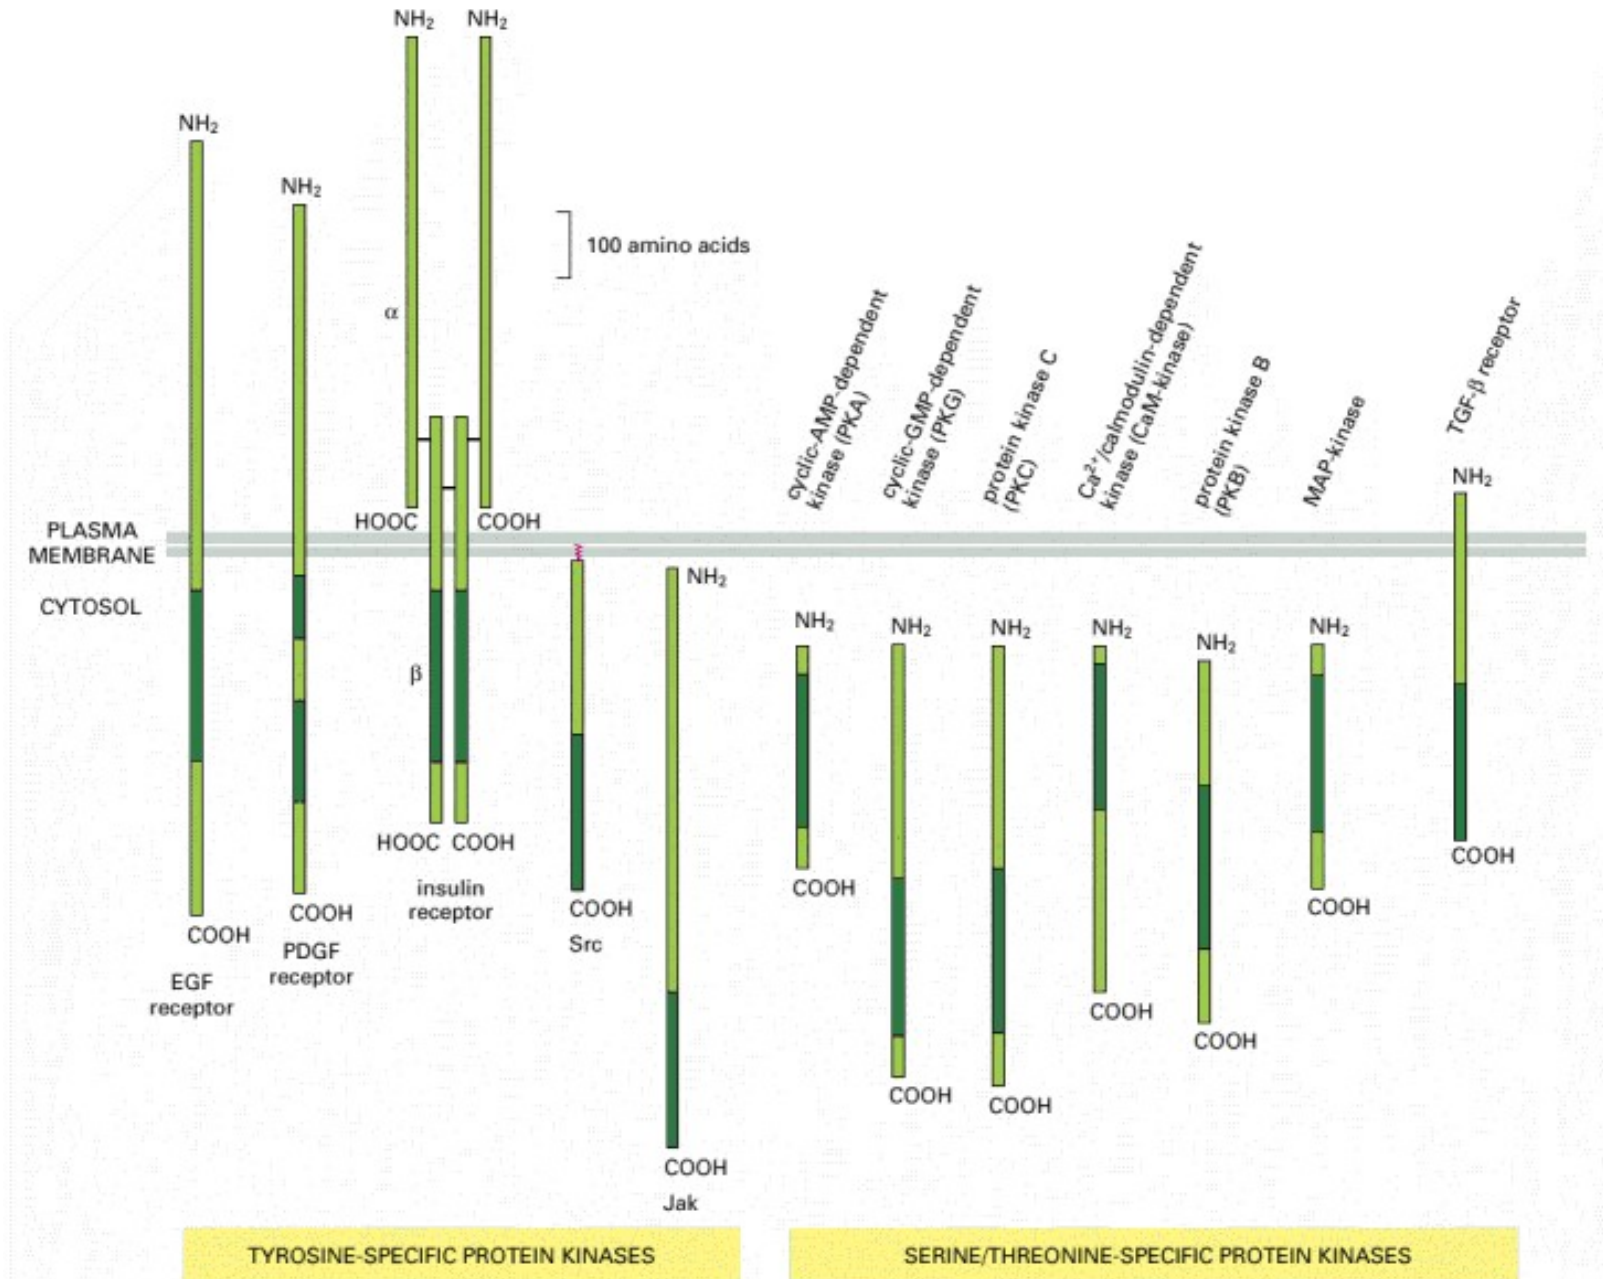 NH₂
NH₂
NH₂
NH₂
100 amino acids
α
cyclic-AMP-dependent
kinase (PKA)
cyclic-GMP-dependent
kinase (PKG)
protein kinase C
(PKC)
Ca²⁺/calmodulin-dependent
kinase (CaM-kinase)
protein kinase B
(PKB)
MAP-kinase
TGF-β receptor
NH₂
HOOC
COOH
PLASMA
MEMBRANE
CYTOSOL
NH₂
NH₂
NH₂
NH₂
NH₂
NH₂
NH₂
β
HOOC
COOH
insulin
receptor
COOH
EGF
receptor
COOH
PDGF
receptor
COOH
Src
COOH
Jak
COOH
COOH
COOH
COOH
COOH
COOH
COOH
TYROSINE-SPECIFIC PROTEIN KINASES
SERINE/THREONINE-SPECIFIC PROTEIN KINASES